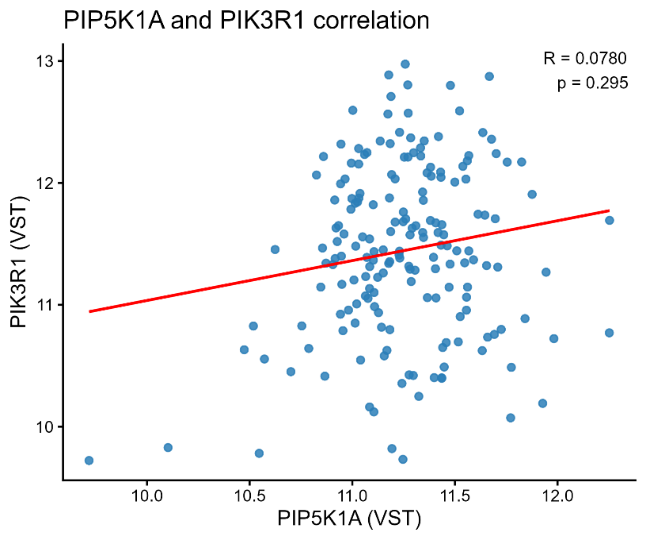 PIP5K1A and PIK3R1 correlation
R = 0.0780
p = 0.295
13
12
11
10
PIK3R1 (VST)
10.0 10.5 11.0 11.5 12.0
PIP5K1A (VST)